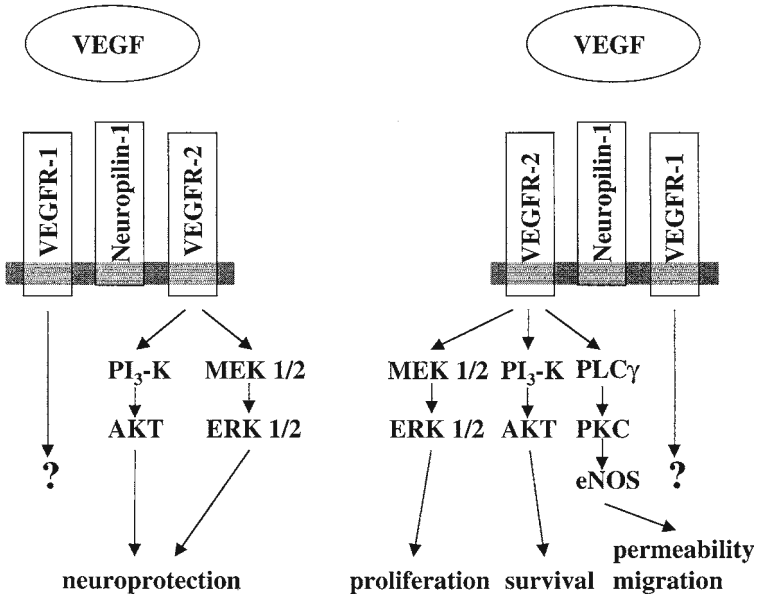 VEGF
VEGFR-1
Neuropilin-1
VEGFR-2
PI3-K MEK 1/2
AKT ERK 1/2
?
neuroprotection
VEGF
VEGFR-2
Neuropilin-1
VEGFR-1
MEK 1/2 PI3-K PLCγ
ERK 1/2 AKT PKC
eNOS ?
permeability
proliferation survival migration